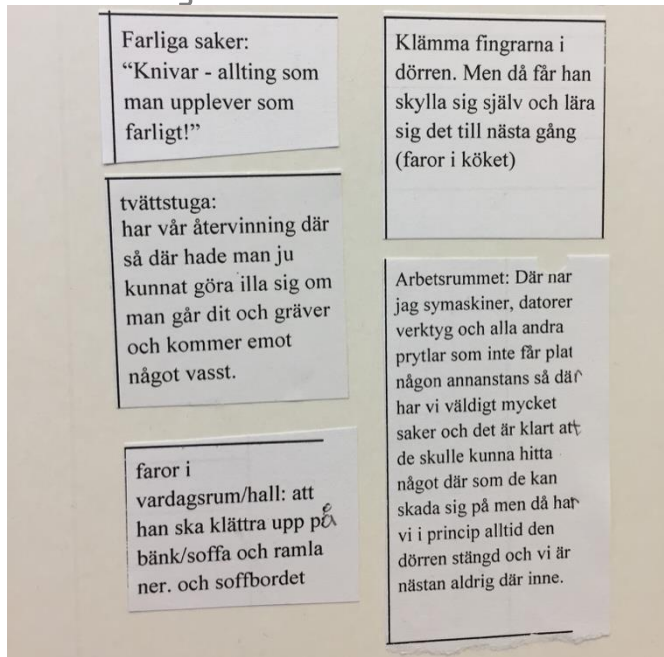 Farliga saker:
“Knivar - allting som
man upplever som
farligt!”
tvättstuga:
har vår återvinning där
så där hade man ju
kunnat göra illa sig om
man går dit och gräver
och kommer emot
något vasst.
faror i
vardagsrum/hall: att
han ska klättra upp på
bänk/soffa och ramla
ner. och soffbordet
Klämma fingrarna i
dörren. Men då får han
skylla sig själv och lära
sig det till nästa gång
(faror i köket)
Arbetsrummet: Där nar
jag symaskiner, datorer
verktyg och alla andra
prytlar som inte får plat
någon annanstans så där
har vi väldigt mycket
saker och det är klart att
de skulle kunna hitta
något där som de kan
skada sig på men då har
vi i princip alltid den
dörren stängd och vi är
nästan aldrig där inne.